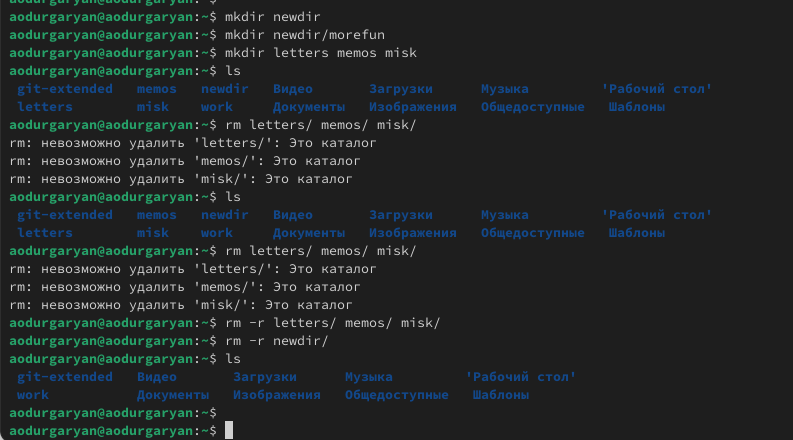 aodurgaryan@aodurgaryan:~$ mkdir newdir
aodurgaryan@aodurgaryan:~$ mkdir newdir/morefun
aodurgaryan@aodurgaryan:~$ mkdir letters memos misk
aodurgaryan@aodurgaryan:~$ ls
git-extended memos newdir Видео Загрузки Музыка 'Рабочий стол'
letters misk work Документы Изображения Общедоступные Шаблоны
aodurgaryan@aodurgaryan:~$ rm letters/ memos/ misk/
rm: невозможно удалить 'letters/': Это каталог
rm: невозможно удалить 'memos/': Это каталог
rm: невозможно удалить 'misk/': Это каталог
aodurgaryan@aodurgaryan:~$ ls
git-extended memos newdir Видео Загрузки Музыка 'Рабочий стол'
letters misk work Документы Изображения Общедоступные Шаблоны
aodurgaryan@aodurgaryan:~$ rm letters/ memos/ misk/
rm: невозможно удалить 'letters/': Это каталог
rm: невозможно удалить 'memos/': Это каталог
rm: невозможно удалить 'misk/': Это каталог
aodurgaryan@aodurgaryan:~$ rm -r letters/ memos/ misk/
aodurgaryan@aodurgaryan:~$ rm -r newdir/
aodurgaryan@aodurgaryan:~$ ls
git-extended Видео Загрузки Музыка 'Рабочий стол'
work Документы Изображения Общедоступные Шаблоны
aodurgaryan@aodurgaryan:~$
aodurgaryan@aodurgaryan:~$